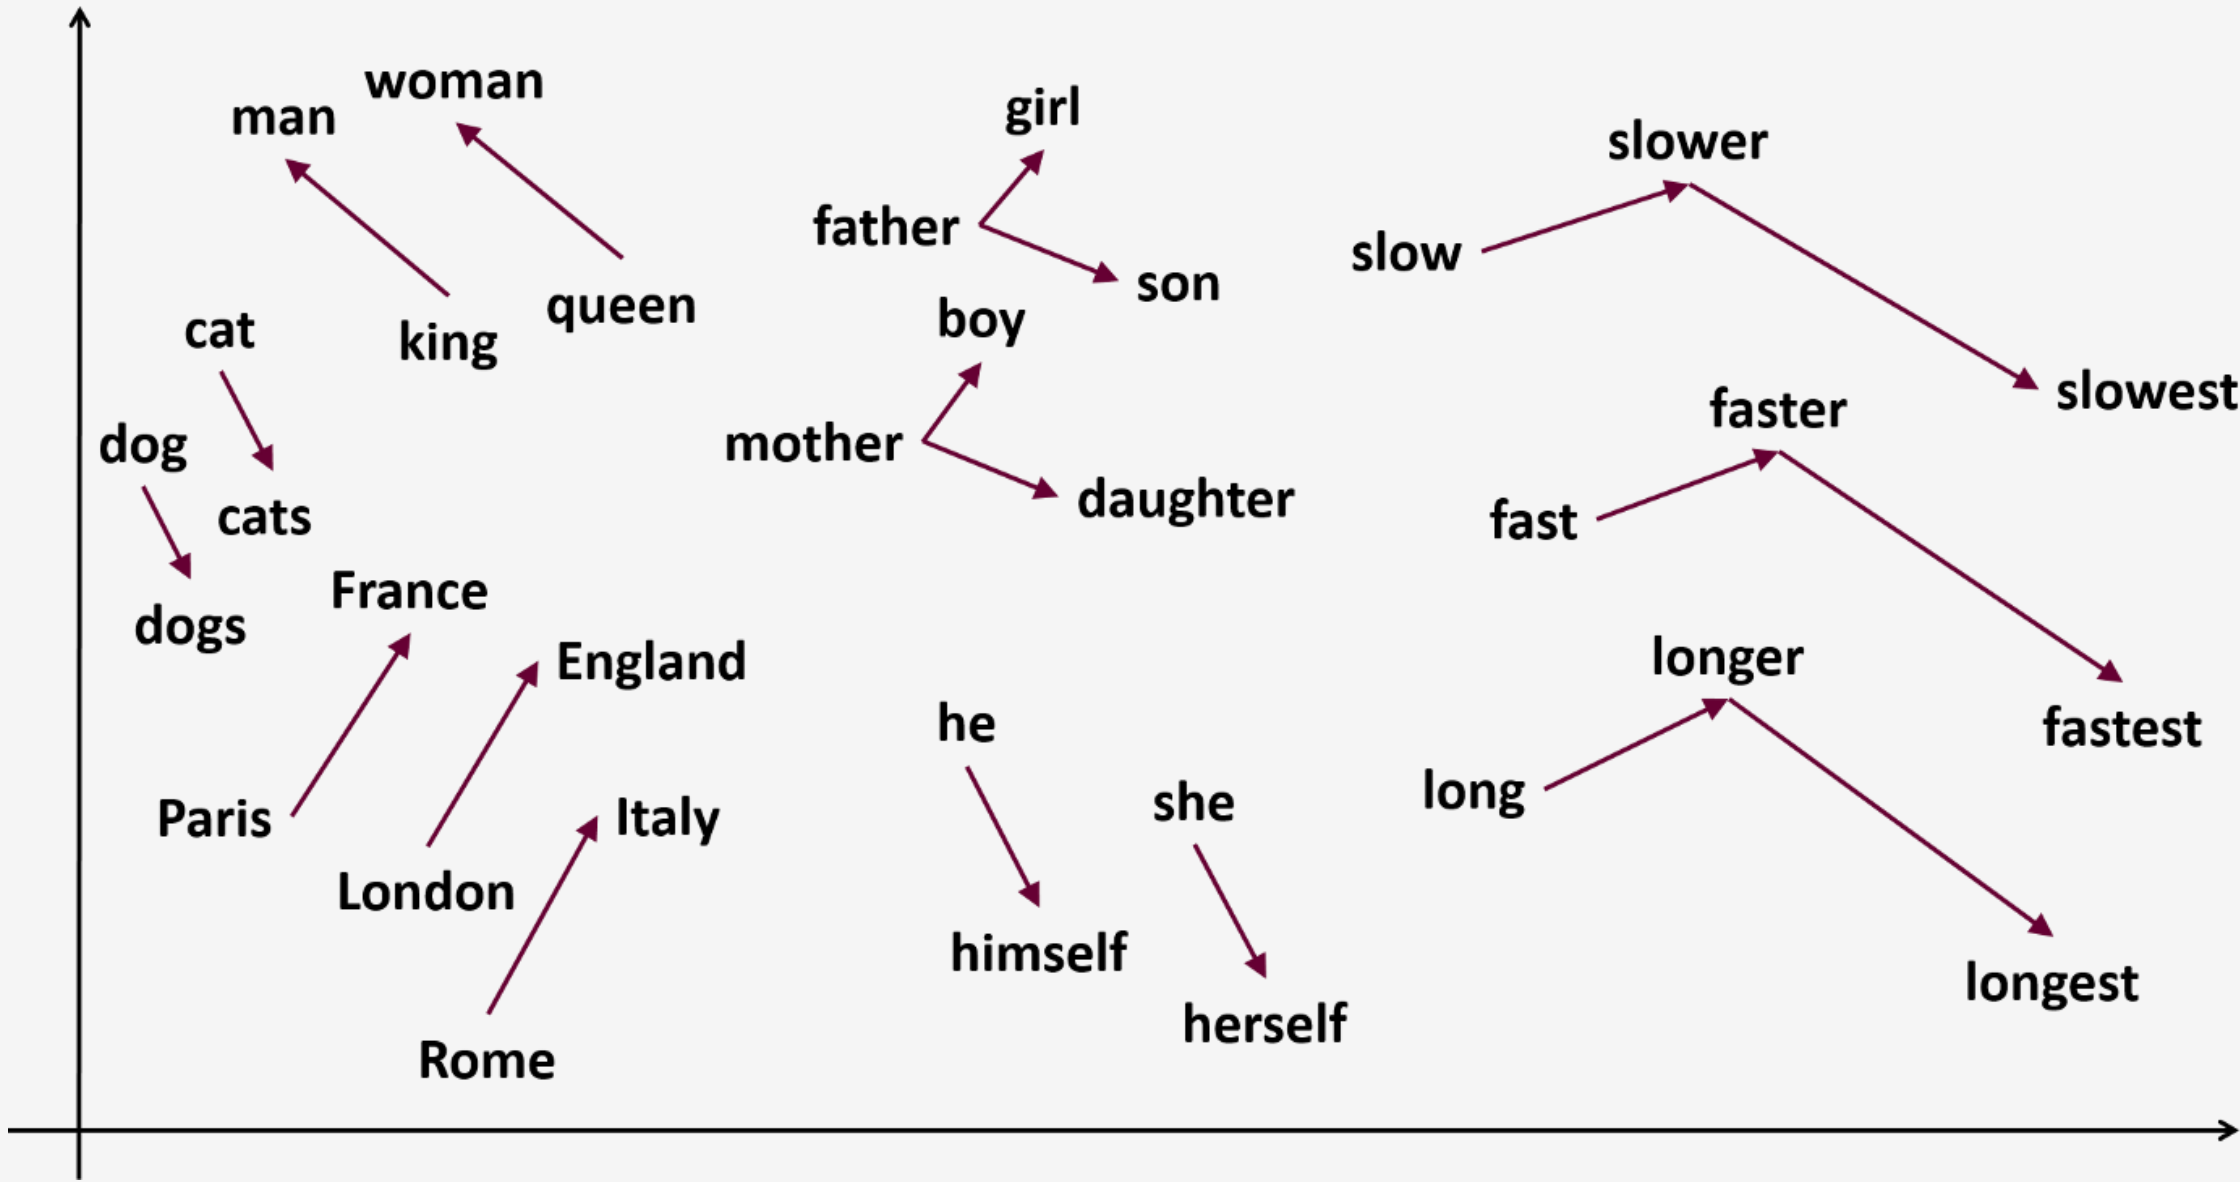 woman
man
girl
slower
father
slow
son
queen
boy
cat
king
slowest
faster
dog
mother
daughter
cats
fast
France
dogs
England
longer
he
fastest
long
she
Paris
Italy
London
himself
longest
herself
Rome